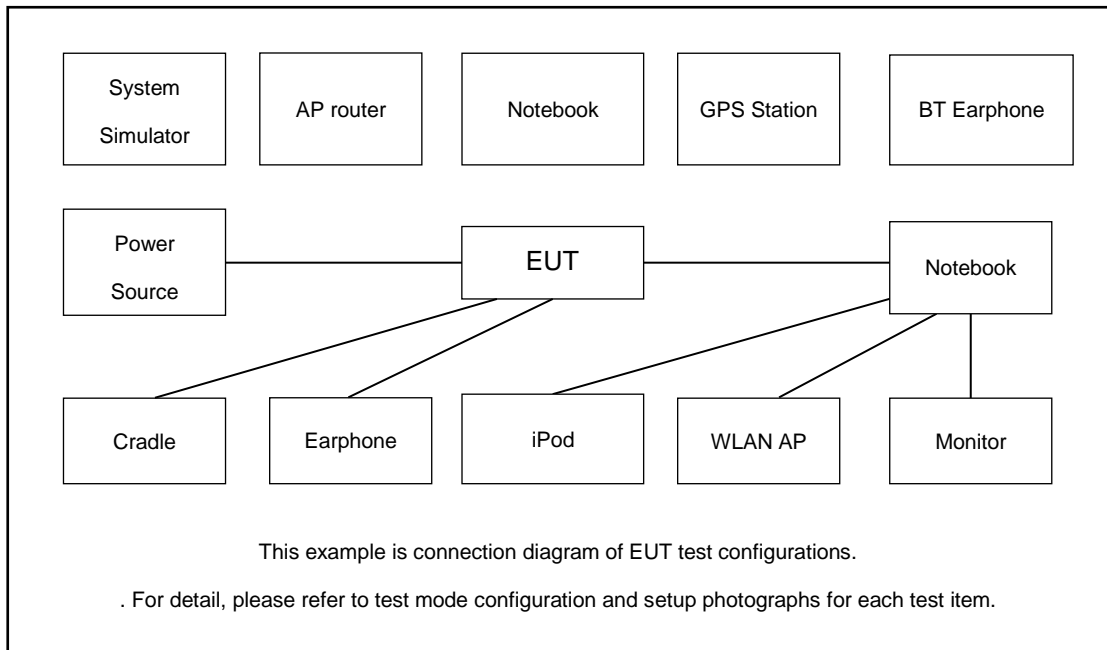 System
Simulator
AP router
Notebook
GPS Station
BT Earphone
Power
Source
EUT
Notebook
Cradle
Earphone
iPod
WLAN AP
Monitor
This example is connection diagram of EUT test configurations.
. For detail, please refer to test mode configuration and setup photographs for each test item.